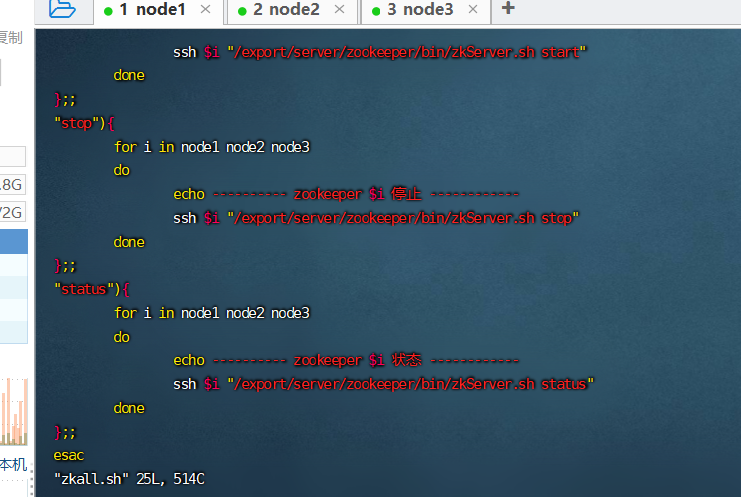 1 node1 × 2 node2 × 3 node3 × +
复制
ssh $i "/export/server/zookeeper/bin/zkServer.sh start"
done
};;
"stop"){
for i in node1 node2 node3
do
echo ---------- zookeeper $i 停止 ------------
.8G
ssh $i "/export/server/zookeeper/bin/zkServer.sh stop"
/2G
done
};;
"status"){
for i in node1 node2 node3
do
echo ---------- zookeeper $i 状态 ------------
ssh $i "/export/server/zookeeper/bin/zkServer.sh status"
done
};;
esac
本机
"zkall.sh" 25L, 514C